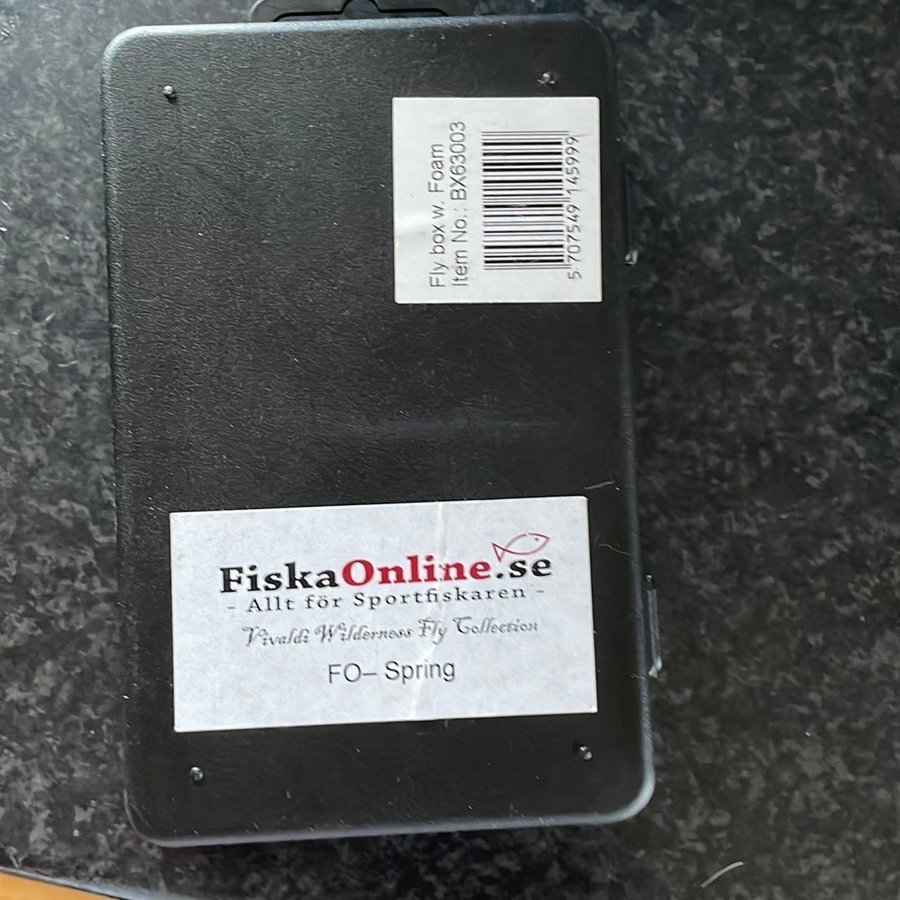 Fly box w. Foam
Item No.: BX63003
5 707549 145999
FiskaOnline.se
- Allt för Sportfiskaren -
Vivaldi Wilderness Fly Collection
FO– Spring